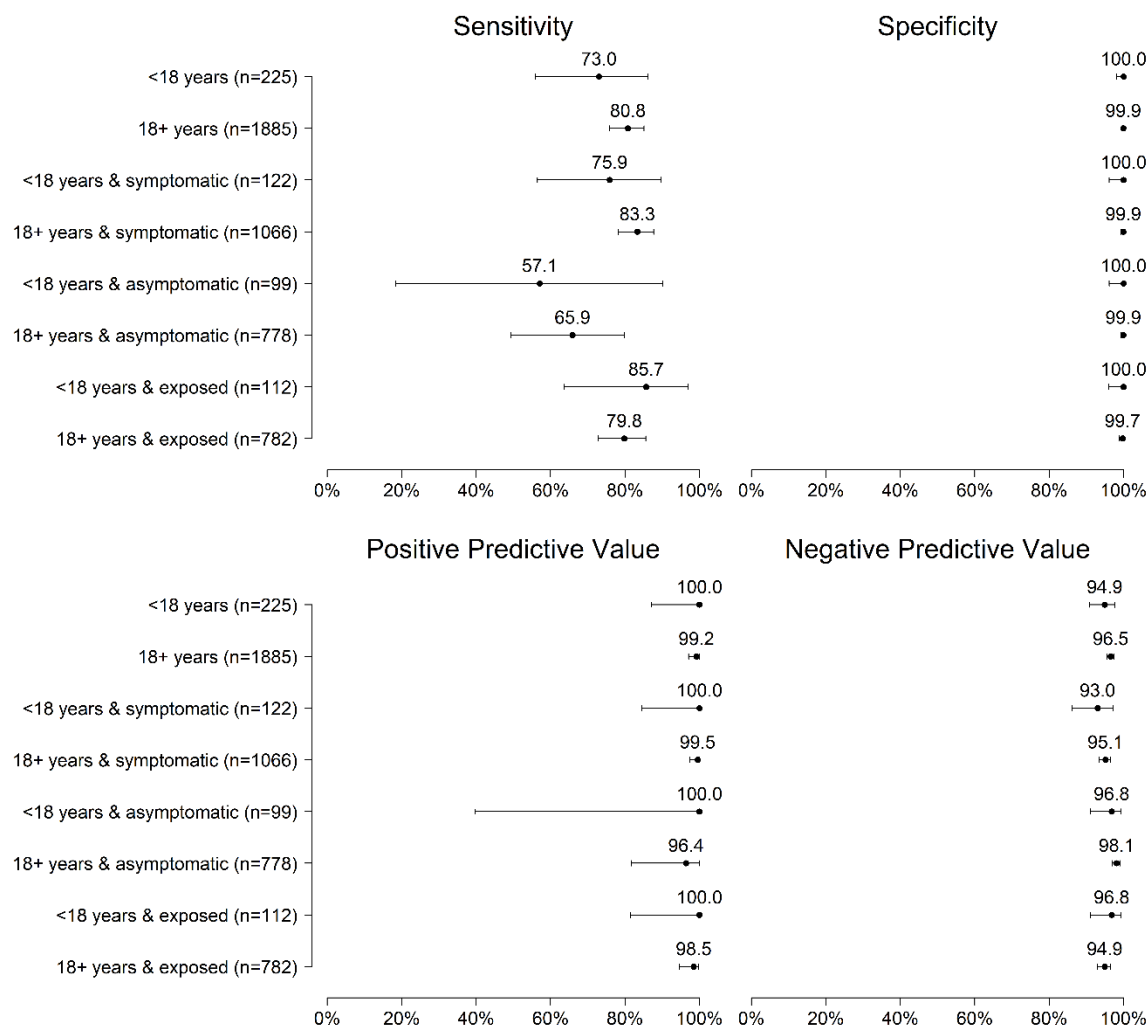 Sensitivity Specificity
<18 years (n=225) 73.0 100.0
18+ years (n=1885) 80.8 99.9
<18 years & symptomatic (n=122) 75.9 100.0
18+ years & symptomatic (n=1066) 83.3 99.9
<18 years & asymptomatic (n=99) 57.1 100.0
18+ years & asymptomatic (n=778) 65.9 99.9
<18 years & exposed (n=112) 85.7 100.0
18+ years & exposed (n=782) 79.8 99.7
0% 20% 40% 60% 80% 100% 0% 20% 40% 60% 80% 100%
Positive Predictive Value Negative Predictive Value
<18 years (n=225) 100.0 94.9
18+ years (n=1885) 99.2 96.5
<18 years & symptomatic (n=122) 100.0 93.0
18+ years & symptomatic (n=1066) 99.5 95.1
<18 years & asymptomatic (n=99) 100.0 96.8
18+ years & asymptomatic (n=778) 96.4 98.1
<18 years & exposed (n=112) 100.0 96.8
18+ years & exposed (n=782) 98.5 94.9
0% 20% 40% 60% 80% 100% 0% 20% 40% 60% 80% 100%